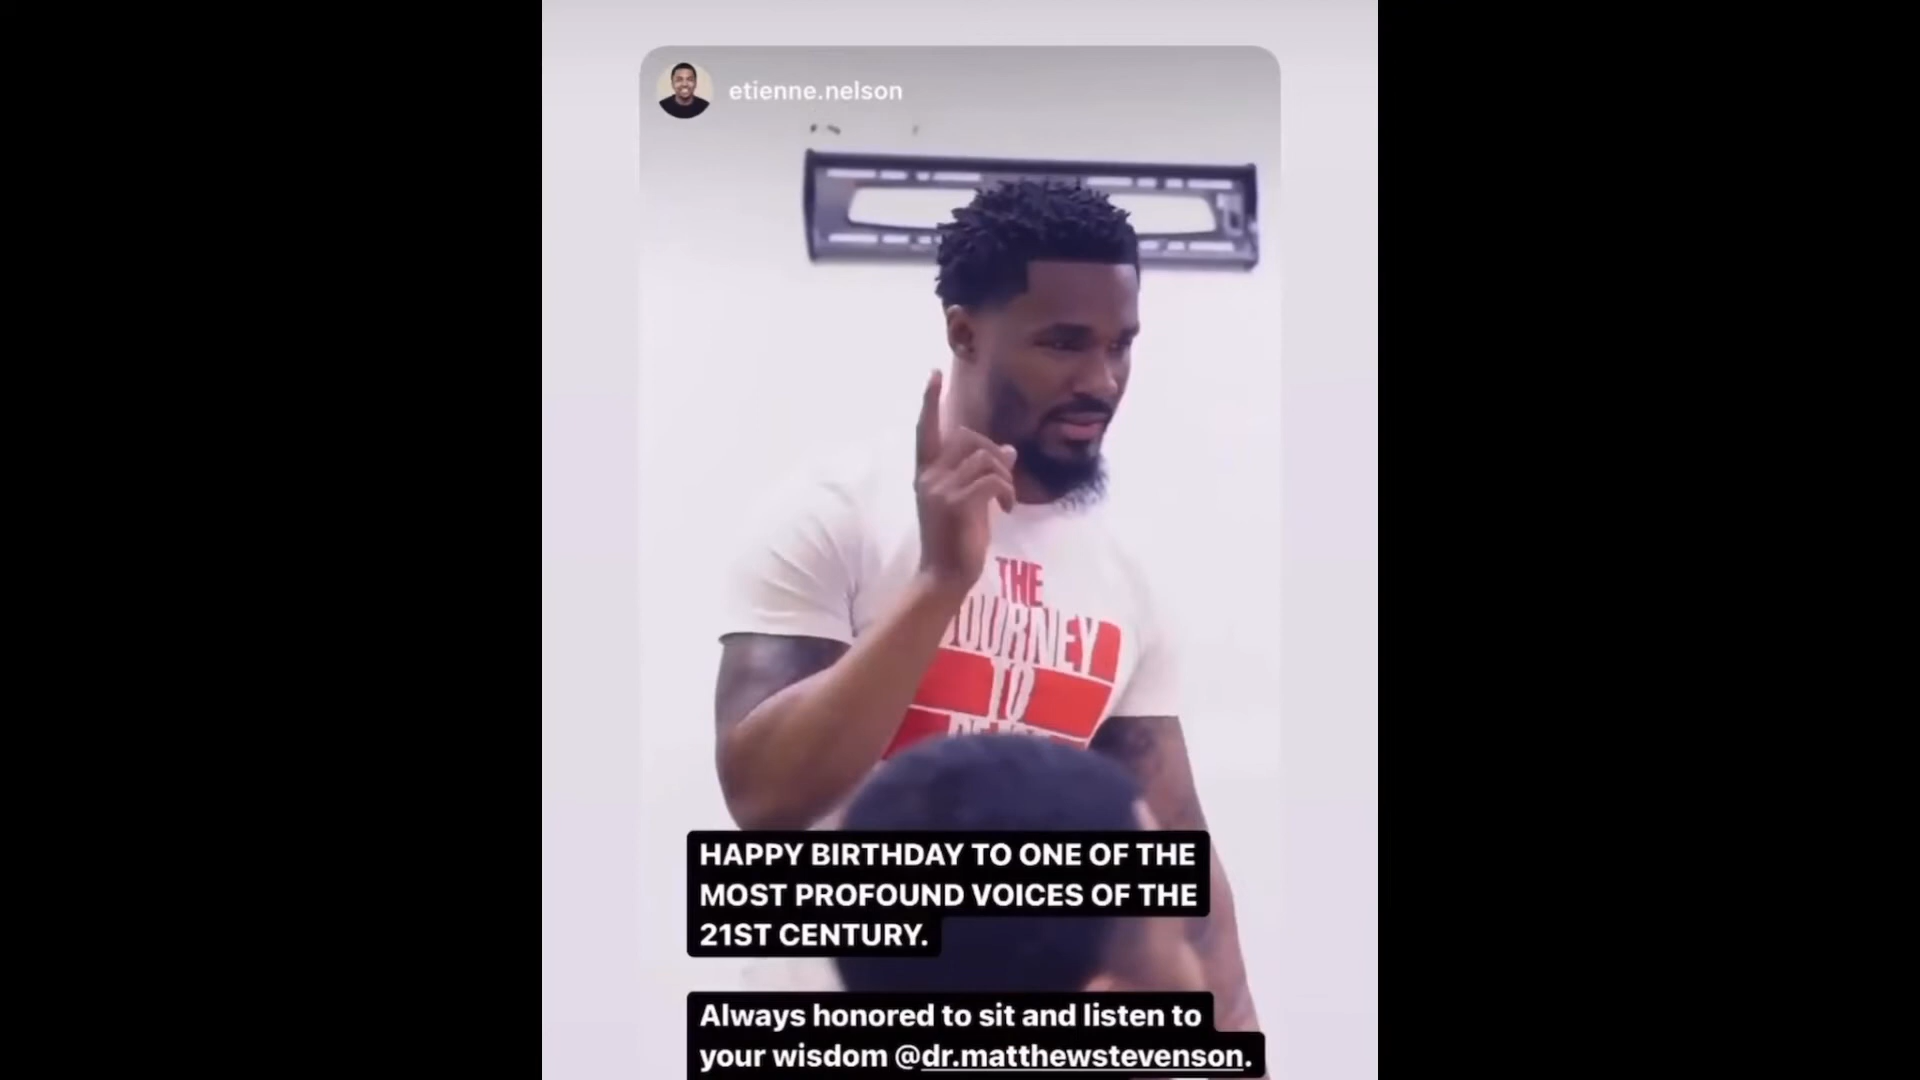 etienne.nelson
THE
JOURNEY
TO
HAPPY BIRTHDAY TO ONE OF THE
MOST PROFOUND VOICES OF THE
21ST CENTURY.
Always honored to sit and listen to
your wisdom @dr.matthewstevenson.